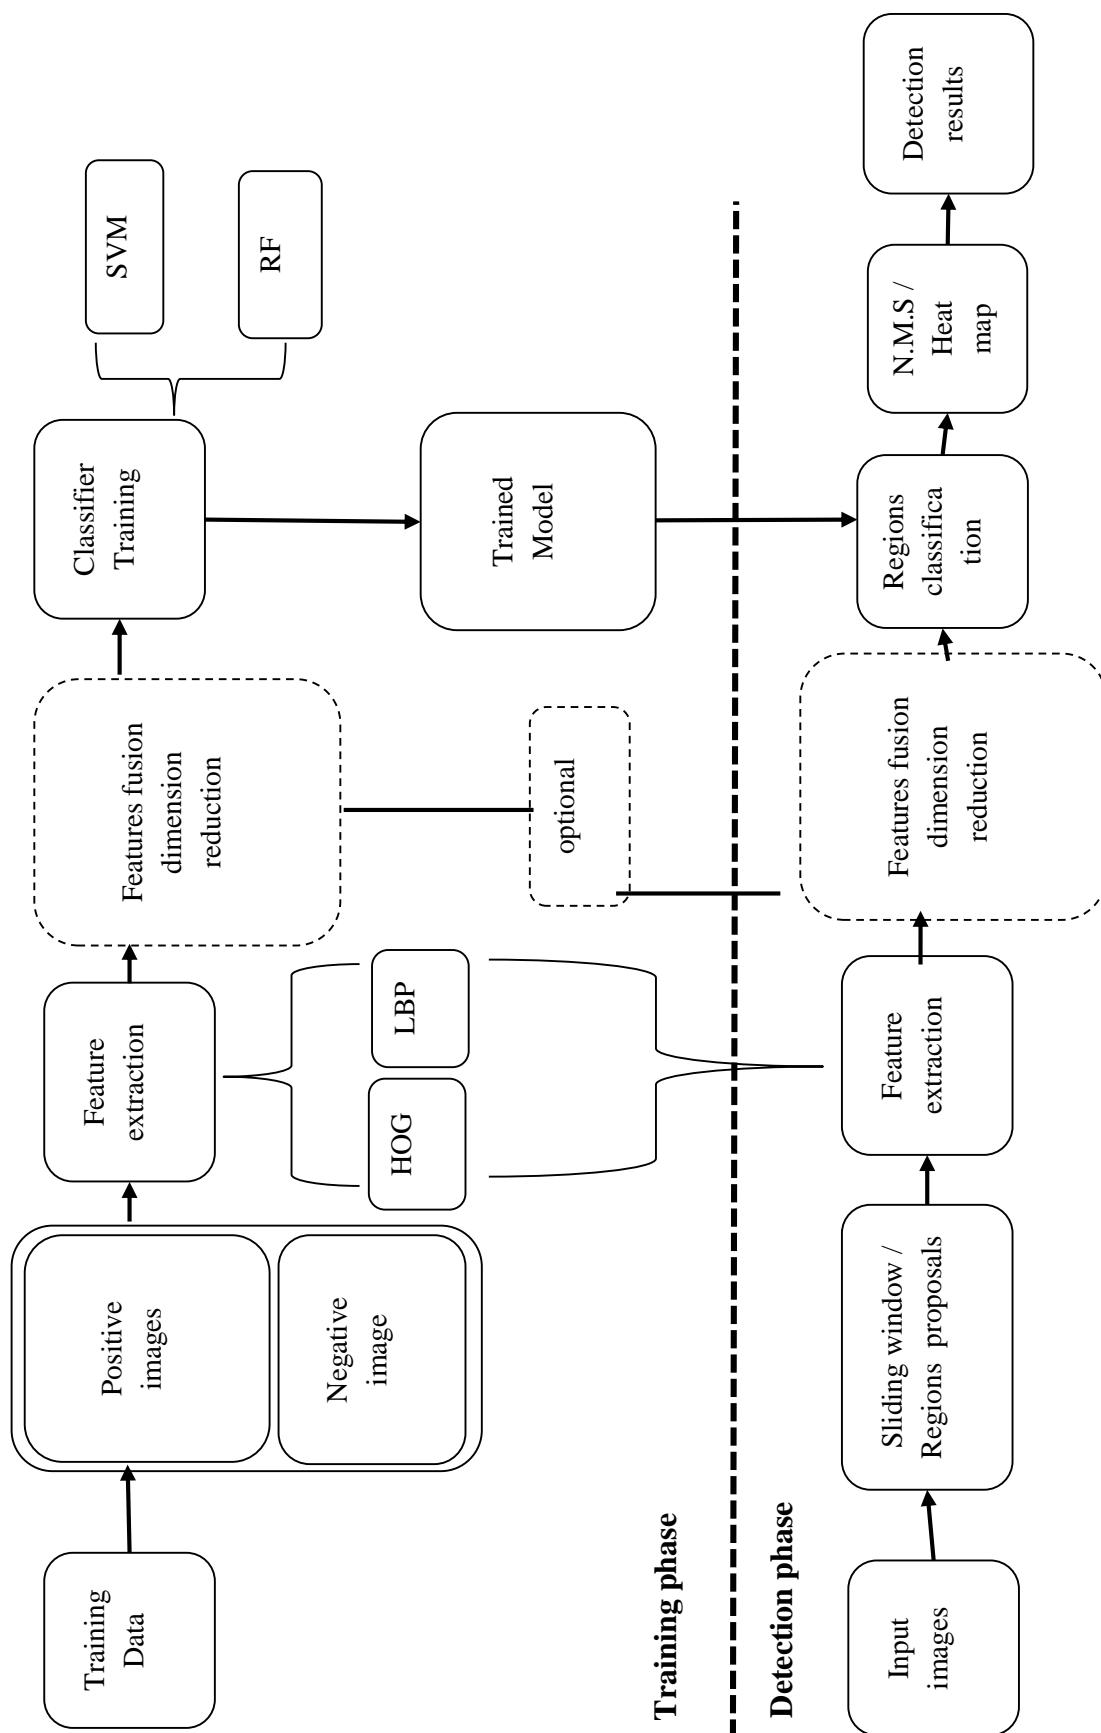 Training
Data
Positive
images
Negative
image
Feature
extraction
HOG
LBP
Features fusion
dimension
reduction
optional
Classifier
Training
SVM
RF
Trained
Model
Training phase
Detection phase
Input
images
Sliding window /
Regions proposals
Feature
extraction
Features fusion
dimension
reduction
Regions
classifica
tion
N.M.S /
Heat
map
Detection
results